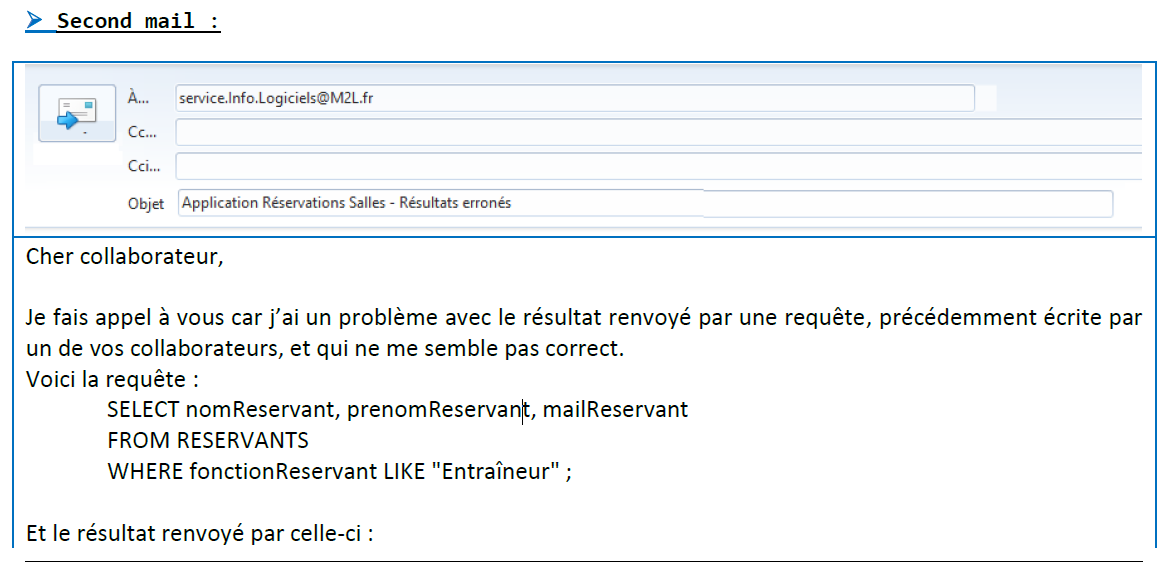 ➢ Second mail :
À...
service.Info.Logiciels@M2L.fr
Cc...
Cci...
Objet
Application Réservations Salles - Résultats erronés
Cher collaborateur,
Je fais appel à vous car j’ai un problème avec le résultat renvoyé par une requête, précédemment écrite par
un de vos collaborateurs, et qui ne me semble pas correct.
Voici la requête :
SELECT nomReservant, prenomReservant, mailReservant
FROM RESERVANTS
WHERE fonctionReservant LIKE "Entraîneur" ;
Et le résultat renvoyé par celle-ci :